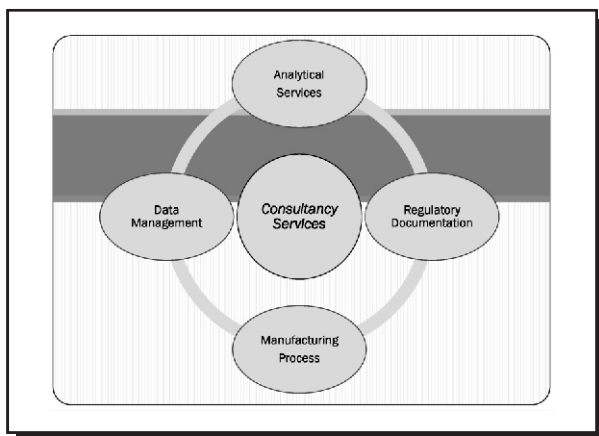 Analytical
Services
Data
Management
Consultancy
Services
Regulatory
Documentation
Manufacturing
Process